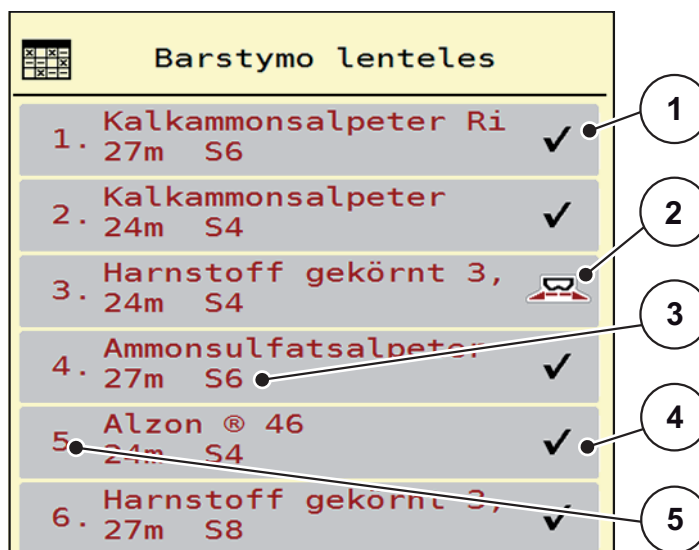 Barstymo lenteles
1. Kalkammonsalpeter Ri
27m S6
2. Kalkammonsalpeter
24m S4
3. Harnstoff gekörnt 3,
24m S4
4. Ammonsulfatsalpeter
27m S6
5. Alzon ® 46
24m S4
6. Harnstoff gekörnt 3,
27m S8
1
2
3
4
5